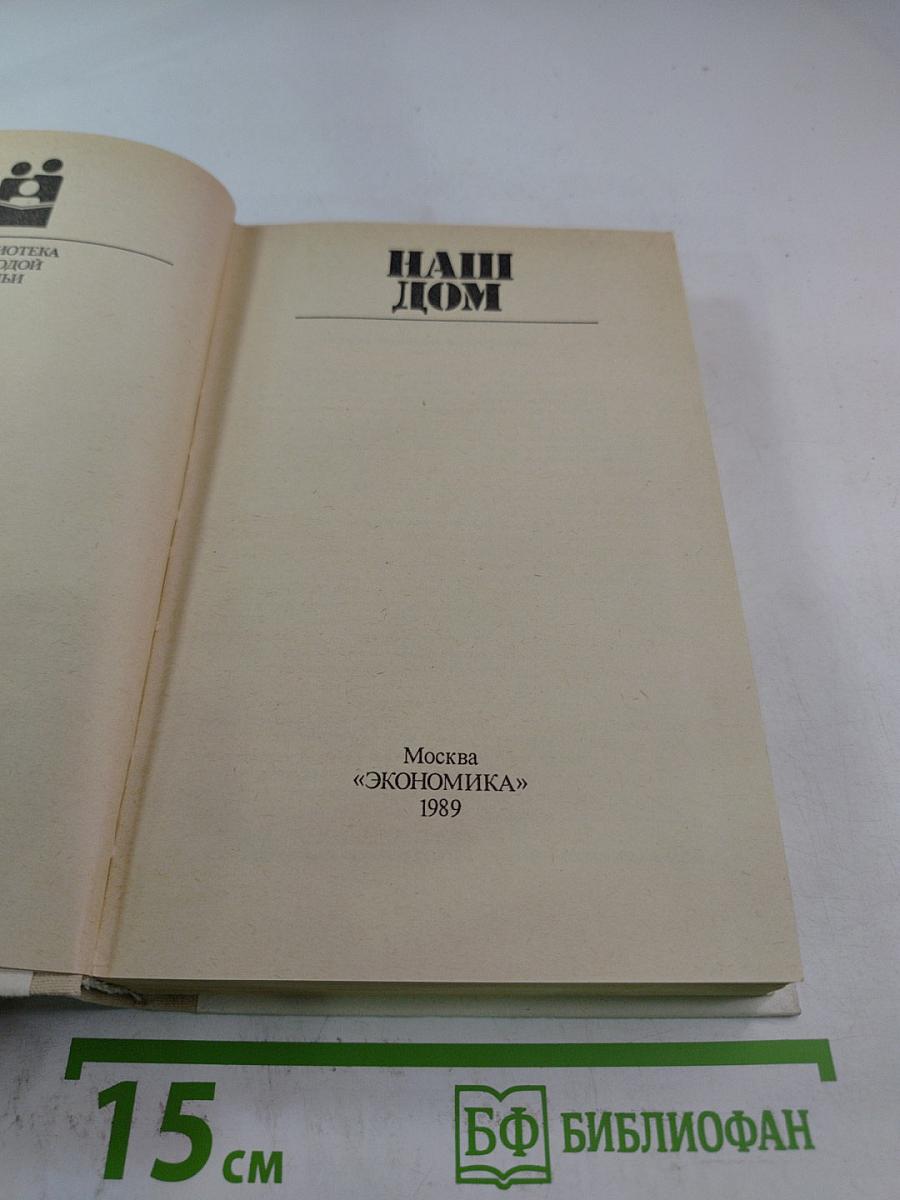 НАШ
ДОМ
Москва
«ЭКОНОМИКА»
1989
15 см
БФ БИБЛИОФАН